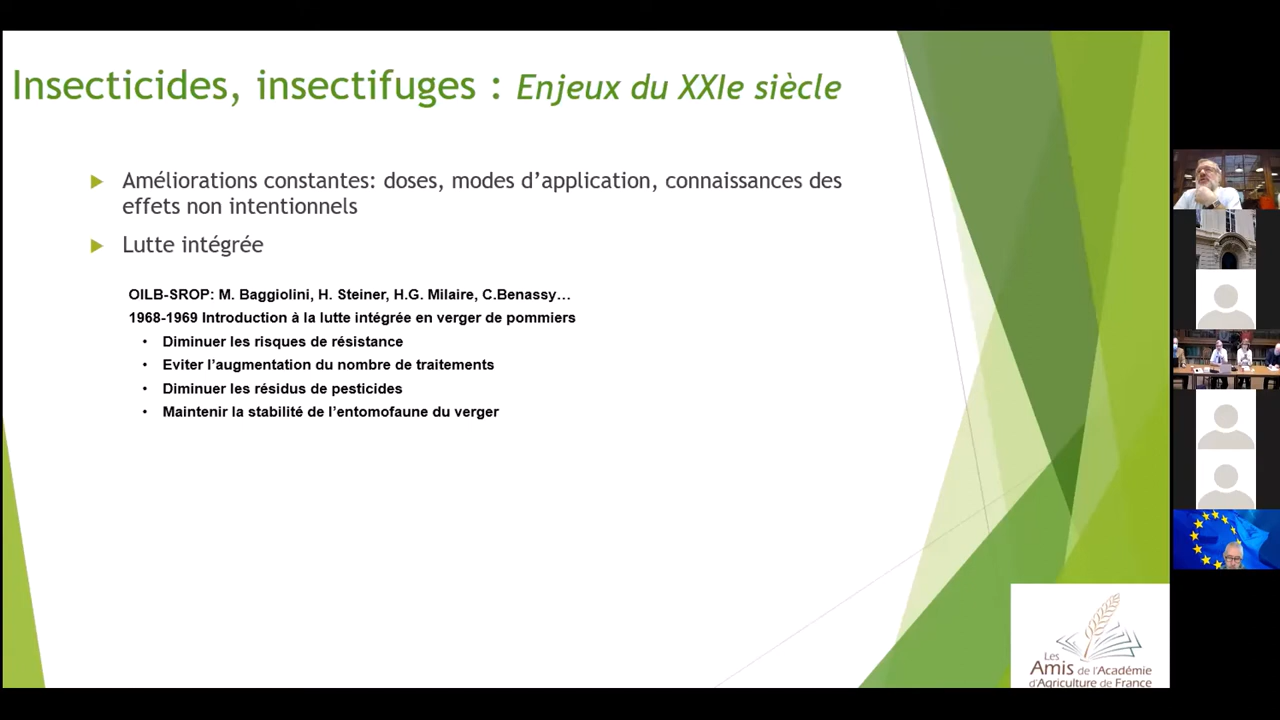 Insecticides, insectifuges : Enjeux du XXIe siècle
Améliorations constantes: doses, modes d’application, connaissances des
effets non intentionnels
Lutte intégrée
OILB-SROP: M. Baggiolini, H. Steiner, H.G. Milaire, C.Benassy…
1968-1969 Introduction à la lutte intégrée en verger de pommiers
• Diminuer les risques de résistance
• Eviter l’augmentation du nombre de traitements
• Diminuer les résidus de pesticides
• Maintenir la stabilité de l’entomofaune du verger
Les
Amis de l'Académie
d'Agriculture de France